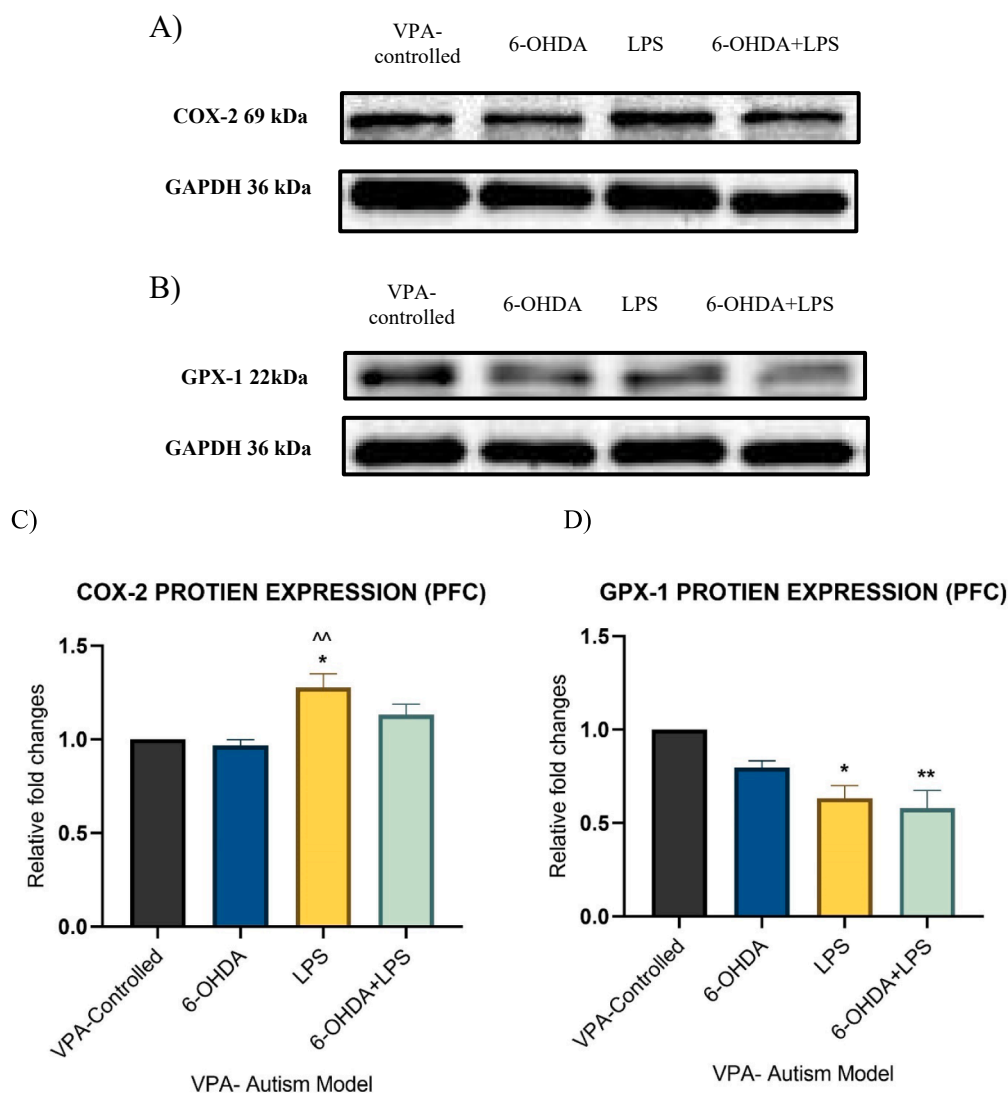 A)
VPA-
controlled
6-OHDA
LPS
6-OHDA+LPS
COX-2 69 kDa
GAPDH 36 kDa
B)
VPA-
controlled
6-OHDA
LPS
6-OHDA+LPS
GPX-1 22kDa
GAPDH 36 kDa
C)
COX-2 PROTIEN EXPRESSION (PFC)
Relative fold changes
1.5
1.0
0.5
0.0
^^
*
VPA-Controlled
6-OHDA
LPS
6-OHDA+LPS
VPA- Autism Model
D)
GPX-1 PROTIEN EXPRESSION (PFC)
Relative fold changes
1.5
1.0
0.5
0.0
*
**
VPA-Controlled
6-OHDA
LPS
6-OHDA+LPS
VPA- Autism Model